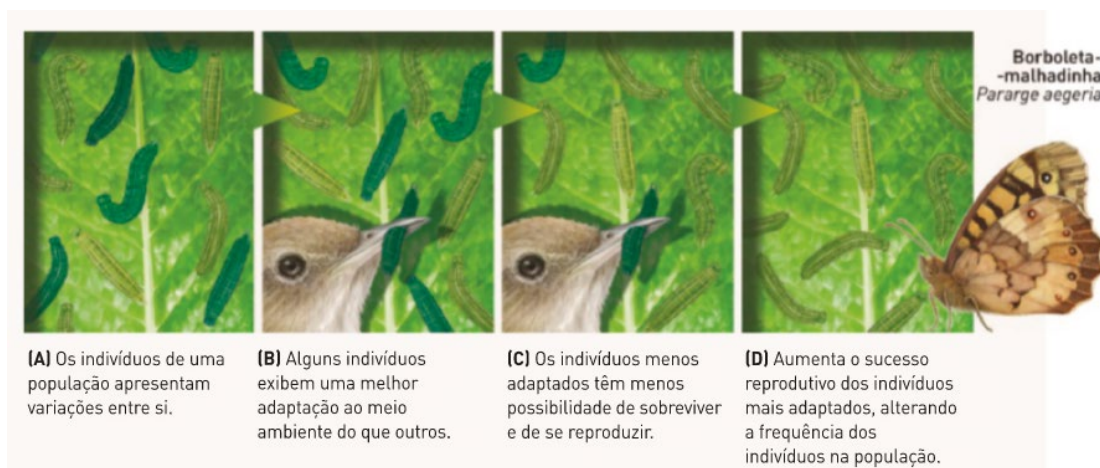 Borboleta-
-malhadinha
Pararge aegeria
(A) Os indivíduos de uma
população apresentam
variações entre si.
(B) Alguns indivíduos
exibem uma melhor
adaptação ao meio
ambiente do que outros.
(C) Os indivíduos menos
adaptados têm menos
possibilidade de sobreviver
e de se reproduzir.
(D) Aumenta o sucesso
reprodutivo dos indivíduos
mais adaptados, alterando
a frequência dos
indivíduos na população.